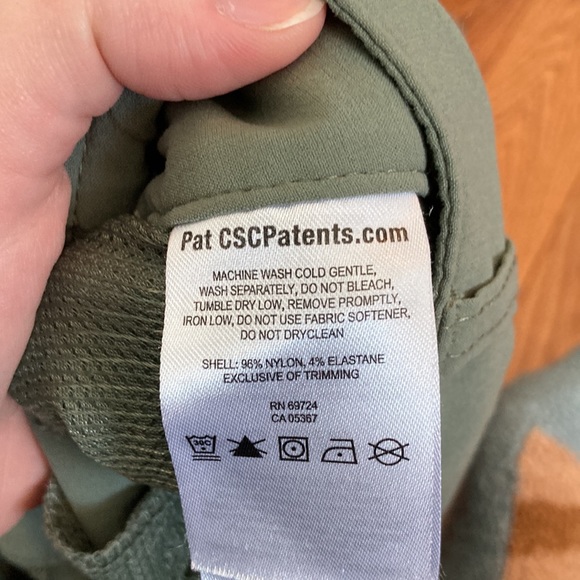 Pat CSCPatents.com
MACHINE WASH COLD GENTLE,
WASH SEPARATELY, DO NOT BLEACH,
TUMBLE DRY LOW, REMOVE PROMPTLY,
IRON LOW, DO NOT USE FABRIC SOFTENER,
DO NOT DRYCLEAN
SHELL: 96% NYLON, 4% ELASTANE
EXCLUSIVE OF TRIMMING
RN 69724
CA 05367
30C